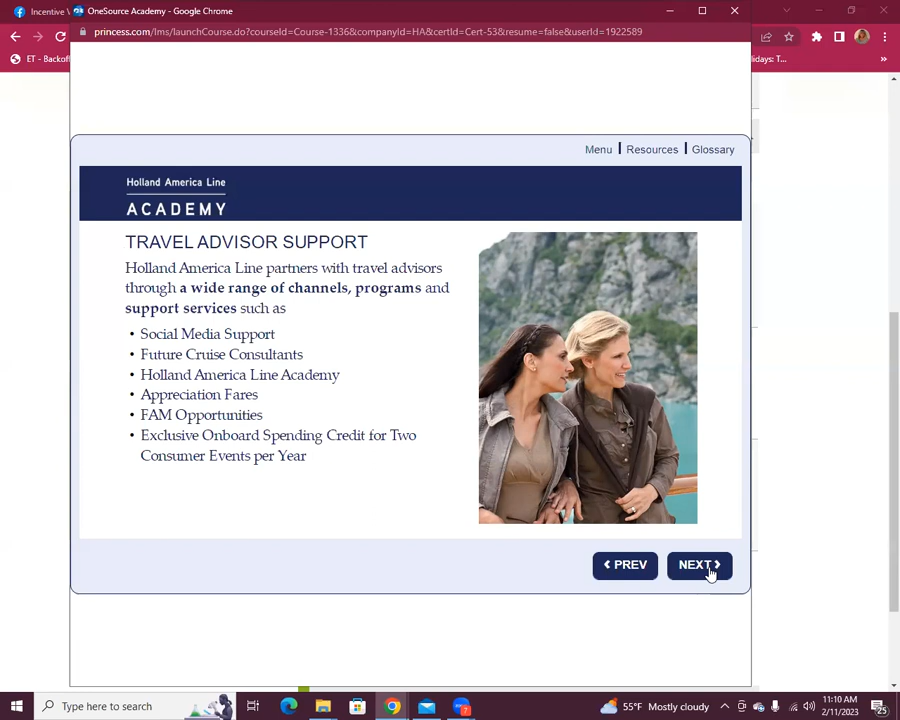 Incentive V
OneSource Academy - Google Chrome
princess.com/lms/launchCourse.do?courseId=Course-1336&companyId=HA&certId=Cert-53&resume=false&userId=1922589
ET - Backoff
lidays: T...
»
Menu | Resources | Glossary
Holland America Line
ACADEMY
TRAVEL ADVISOR SUPPORT
Holland America Line partners with travel advisors
through a wide range of channels, programs and
support services such as
• Social Media Support
• Future Cruise Consultants
• Holland America Line Academy
• Appreciation Fares
• FAM Opportunities
• Exclusive Onboard Spending Credit for Two
Consumer Events per Year
‹ PREV
NEXT ›
Type here to search
55°F Mostly cloudy
11:10 AM
2/11/2023
25